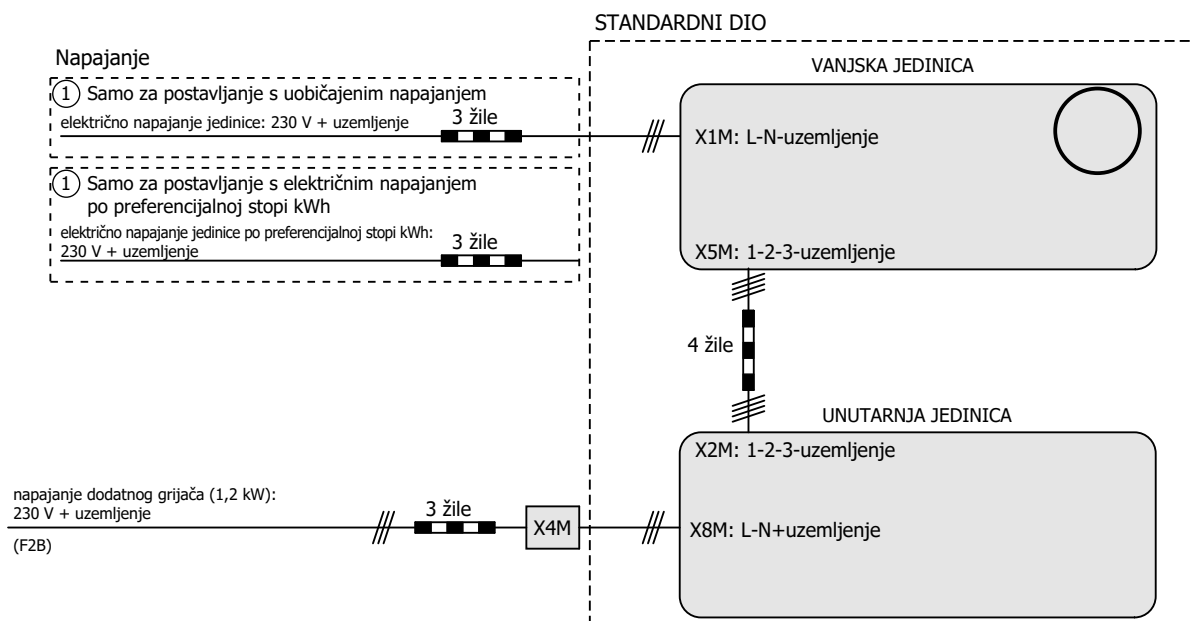 STANDARDNI DIO
Napajanje
1 Samo za postavljanje s uobičajenim napajanjem
električno napajanje jedinice: 230 V + uzemljenje
3 žile
1 Samo za postavljanje s električnim napajanjem
po preferencijalnoj stopi kWh
električno napajanje jedinice po preferencijalnoj stopi kWh:
230 V + uzemljenje
3 žile
VANJSKA JEDINICA
X1M: L-N-uzemljenje
X5M: 1-2-3-uzemljenje
4 žile
UNUTARNJA JEDINICA
X2M: 1-2-3-uzemljenje
X8M: L-N+uzemljenje
napajanje dodatnog grijača (1,2 kW):
230 V + uzemljenje
(F2B)
3 žile
X4M